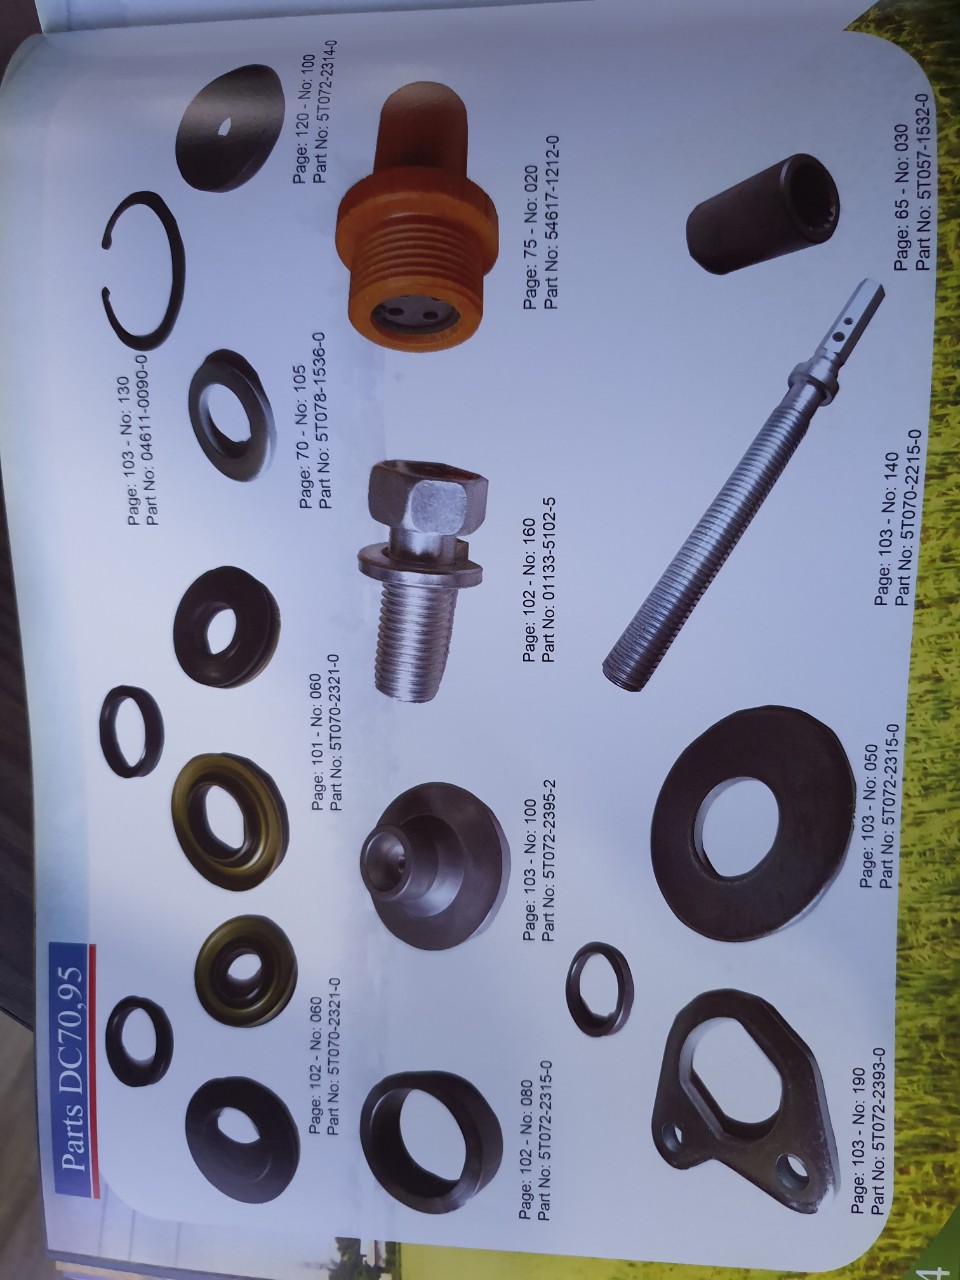 Parts DC70,95
Page: 102 - No: 060
Part No: 5T070-2321-0
Page: 101 - No: 060
Part No: 5T070-2321-0
Page: 103 - No: 130
Part No: 04611-0090-0
Page: 70 - No: 105
Part No: 5T078-1536-0
Page: 120 - No: 100
Part No: 5T072-2314-0
Page: 102 - No: 080
Part No: 5T072-2315-0
Page: 103 - No: 100
Part No: 5T072-2395-2
Page: 102 - No: 160
Part No: 01133-5102-5
Page: 75 - No: 020
Part No: 54617-1212-0
Page: 103 - No: 190
Part No: 5T072-2393-0
Page: 103 - No: 050
Part No: 5T072-2315-0
Page: 103 - No: 140
Part No: 5T070-2215-0
Page: 65 - No: 030
Part No: 5T057-1532-0